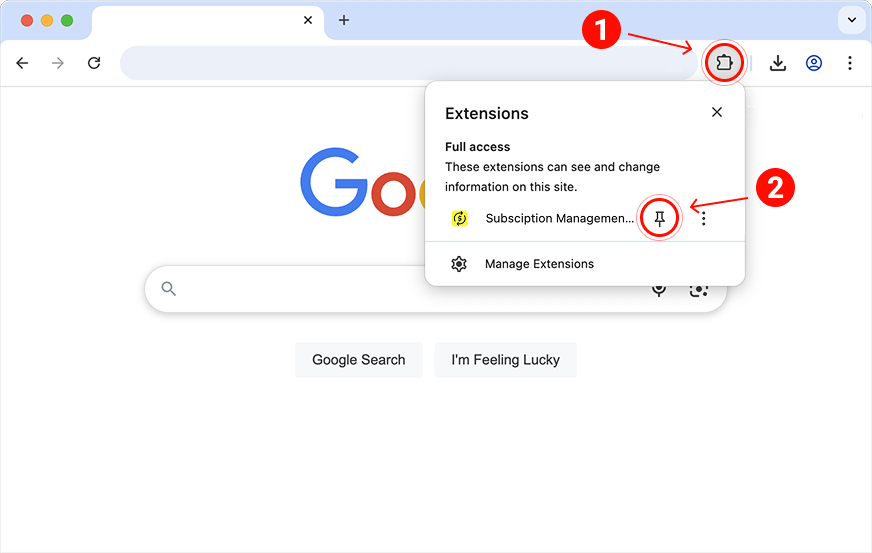 1
Extensions
Full access
These extensions can see and change
information on this site.
Subsciption Managemen...
2
Manage Extensions
Goo
Google Search
I'm Feeling Lucky